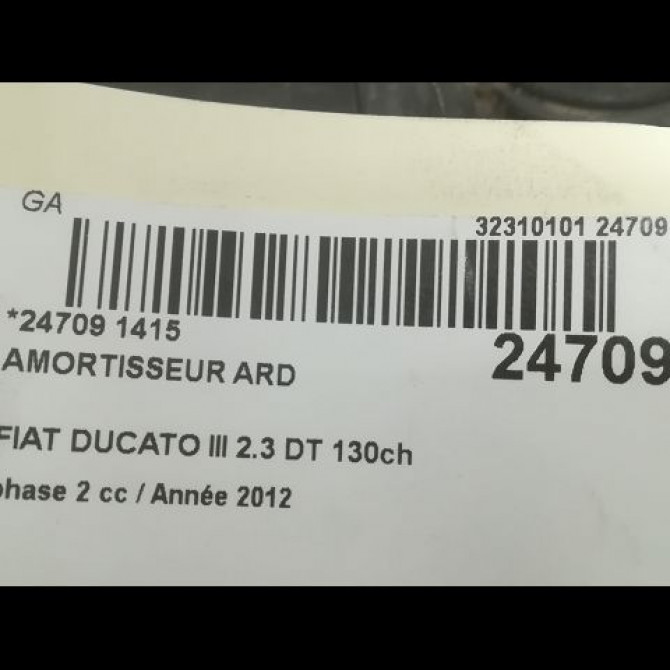 GA
32310101 24709
*24709 1415
24709
AMORTISSEUR ARD
FIAT DUCATO III 2.3 DT 130ch
phase 2 cc / Année 2012